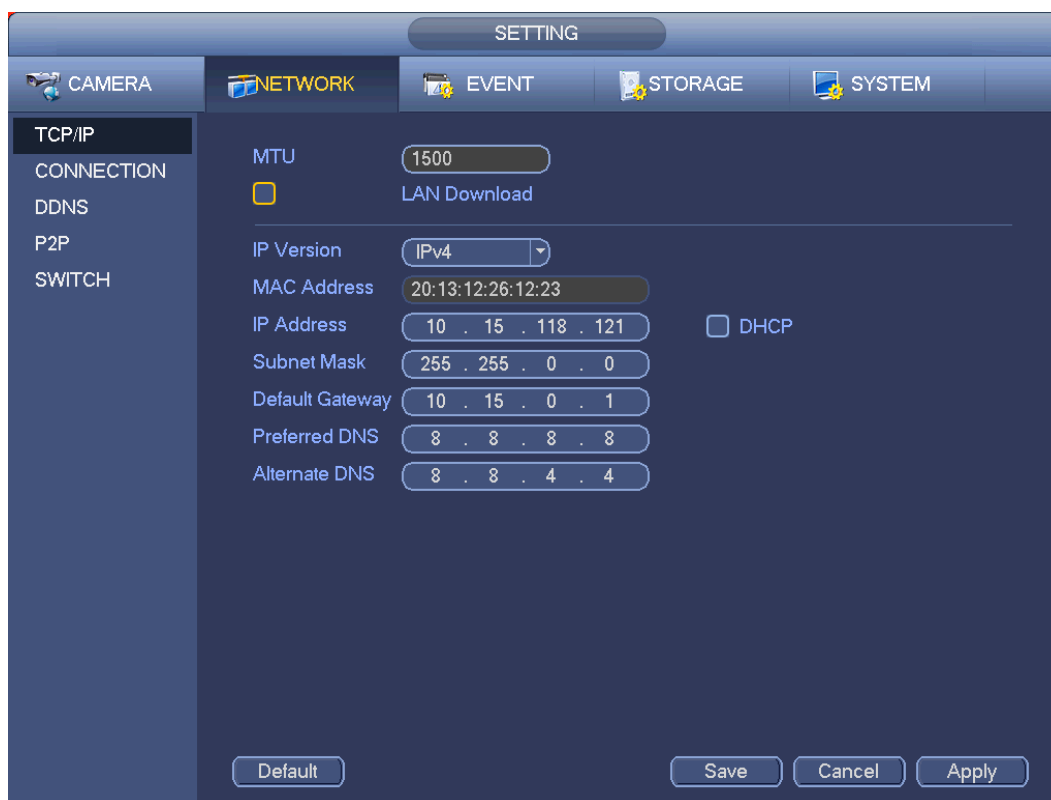 SETTING
CAMERA NETWORK EVENT STORAGE SYSTEM
TCP/IP
CONNECTION
DDNS
P2P
SWITCH
MTU 1500
LAN Download
IP Version IPv4
MAC Address 20:13:12:26:12:23
IP Address 10 . 15 . 118 . 121 DHCP
Subnet Mask 255 . 255 . 0 . 0
Default Gateway 10 . 15 . 0 . 1
Preferred DNS 8 . 8 . 8 . 8
Alternate DNS 8 . 8 . 4 . 4
Default Save Cancel Apply